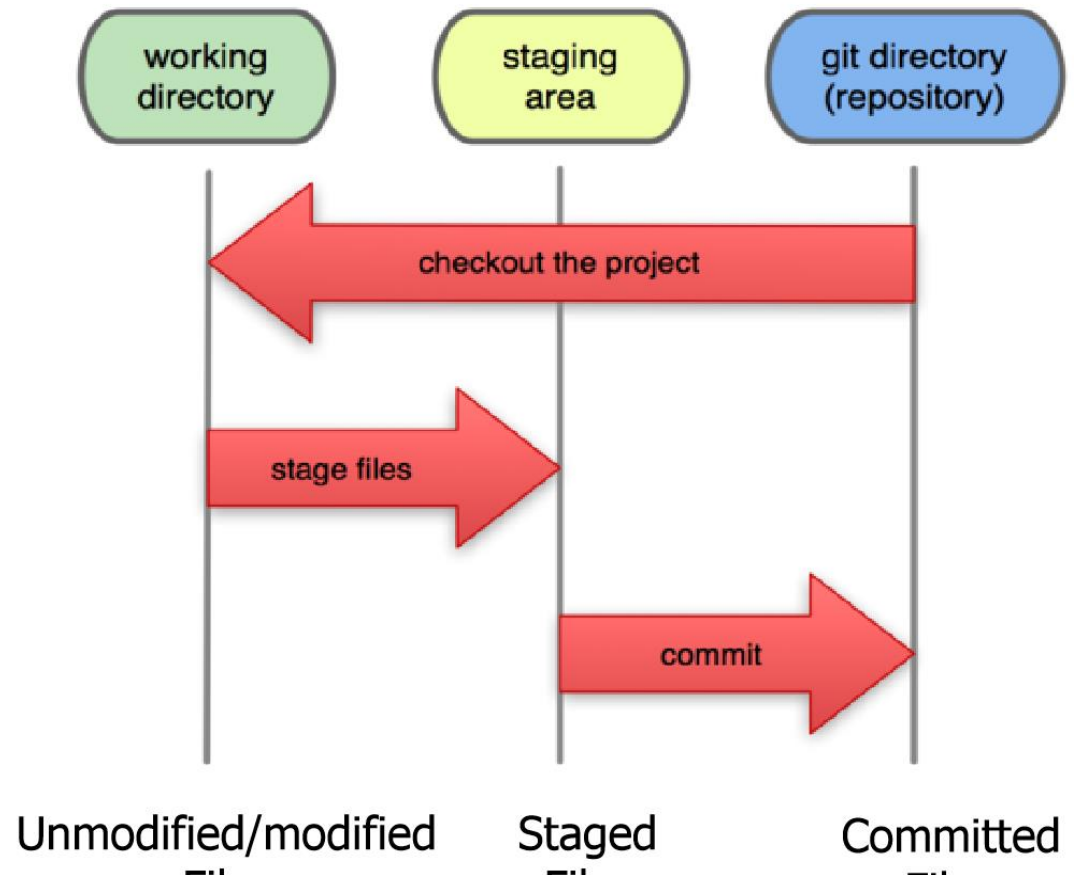 working
directory
staging
area
git directory
(repository)
checkout the project
stage files
commit
Unmodified/modified
Staged
Committed